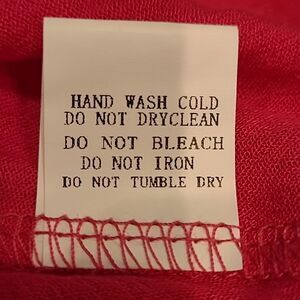 HAND WASH COLD
DO NOT DRYCLEAN
DO NOT BLEACH
DO NOT IRON
DO NOT TUMBLE DRY